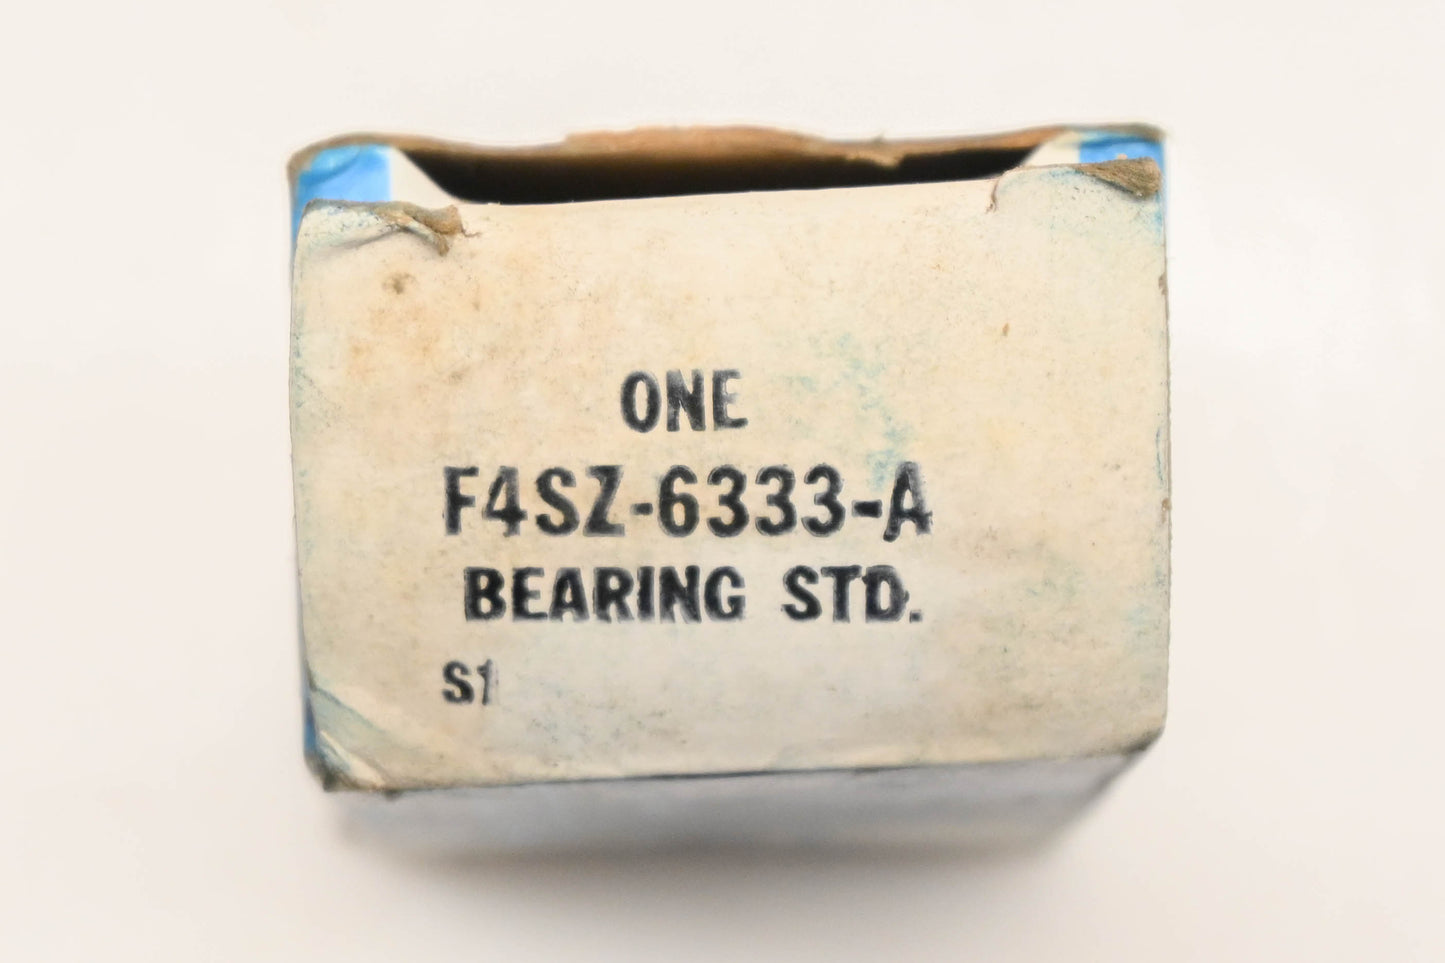 ONE
F4SZ-6333-A
BEARING STD.
S1